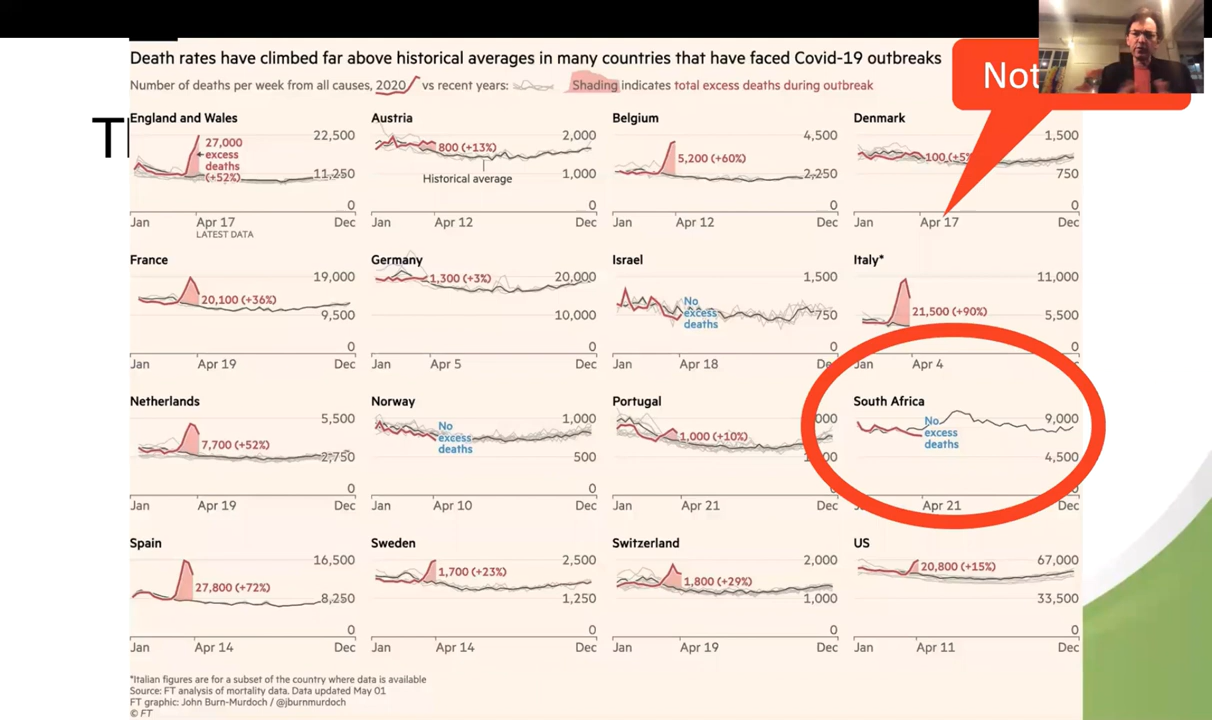 Not
T
Death rates have climbed far above historical averages in many countries that have faced Covid-19 outbreaks
Number of deaths per week from all causes, 2020 vs recent years: Shading indicates total excess deaths during outbreak
England and Wales
22,500
11,250
0
27,000
excess
deaths
(+52%)
Jan Apr 17 Dec
LATEST DATA
Austria
2,000
1,000
0
800 (+13%)
Historical average
Jan Apr 12 Dec
Belgium
4,500
2,250
0
5,200 (+60%)
Jan Apr 12 Dec
Denmark
1,500
750
0
100 (+5%
Jan Apr 17 Dec
France
19,000
9,500
0
20,100 (+36%)
Jan Apr 19 Dec
Germany
20,000
10,000
0
1,300 (+3%)
Jan Apr 5 Dec
Israel
1,500
750
0
No
excess
deaths
Jan Apr 18 Dec
Italy*
11,000
5,500
0
21,500 (+90%)
Jan Apr 4 Dec
Netherlands
5,500
2,750
0
7,700 (+52%)
Jan Apr 19 Dec
Norway
1,000
500
0
No
excess
deaths
Jan Apr 10 Dec
Portugal
000
1,000 (+10%)
Jan Apr 21
South Africa
9,000
4,500
No
excess
deaths
Apr 21 Dec
Spain
16,500
8,250
0
27,800 (+72%)
Jan Apr 14 Dec
Sweden
2,500
1,250
0
1,700 (+23%)
Jan Apr 14 Dec
Switzerland
2,000
1,000
0
1,800 (+29%)
Jan Apr 19 Dec
US
67,000
33,500
0
20,800 (+15%)
Jan Apr 11 Dec
*Italian figures are for a subset of the country where data is available
Source: FT analysis of mortality data. Data updated May 01
FT graphic: John Burn-Murdoch / @jburnmurdoch
© FT